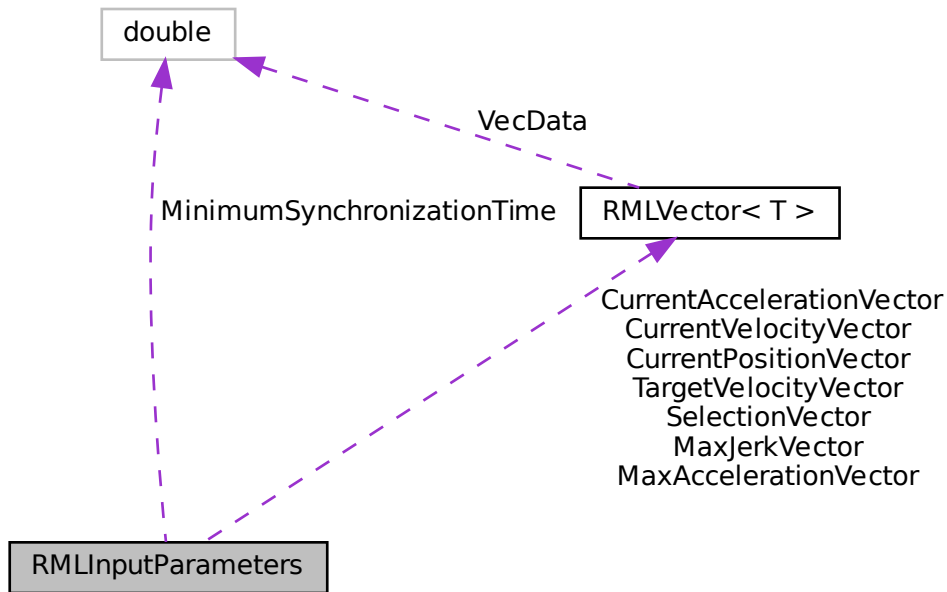 double
VecData
MinimumSynchronizationTime
RMLVector< T >
CurrentAccelerationVector
CurrentVelocityVector
CurrentPositionVector
TargetVelocityVector
SelectionVector
MaxJerkVector
MaxAccelerationVector
RMLInputParameters